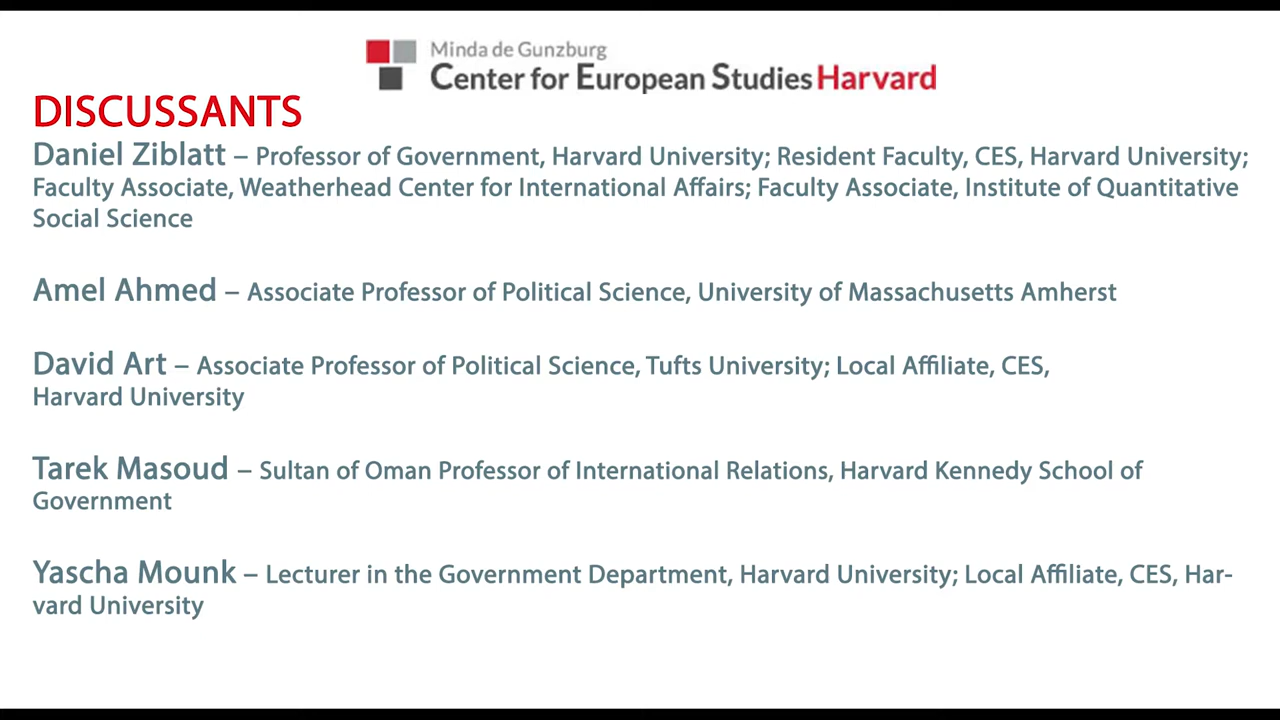 Minda de Gunzburg
Center for European Studies Harvard
DISCUSSANTS
Daniel Ziblatt – Professor of Government, Harvard University; Resident Faculty, CES, Harvard University;
Faculty Associate, Weatherhead Center for International Affairs; Faculty Associate, Institute of Quantitative
Social Science
Amel Ahmed – Associate Professor of Political Science, University of Massachusetts Amherst
David Art – Associate Professor of Political Science, Tufts University; Local Affiliate, CES,
Harvard University
Tarek Masoud – Sultan of Oman Professor of International Relations, Harvard Kennedy School of
Government
Yascha Mounk – Lecturer in the Government Department, Harvard University; Local Affiliate, CES, Har-
vard University